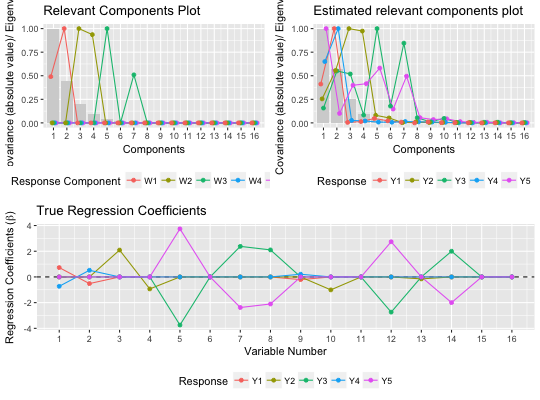 Relevant Components Plot
ovariance (absolute value)/ Eigenv
1.00
0.75
0.50
0.25
0.00
1 2 3 4 5 6 7 8 9 10 11 12 13 14 15 16
Components
Response Component W1 W2 W3 W4
Estimated relevant components plot
Covariance (absolute value)/ Eigenv
1.00
0.75
0.50
0.25
0.00
1 2 3 4 5 6 7 8 9 10 11 12 13 14 15 16
Components
Response Y1 Y2 Y3 Y4 Y5
True Regression Coefficients
Regression Coefficients (β)
4
2
0
-2
-4
1 2 3 4 5 6 7 8 9 10 11 12 13 14 15 16
Variable Number
Response Y1 Y2 Y3 Y4 Y5